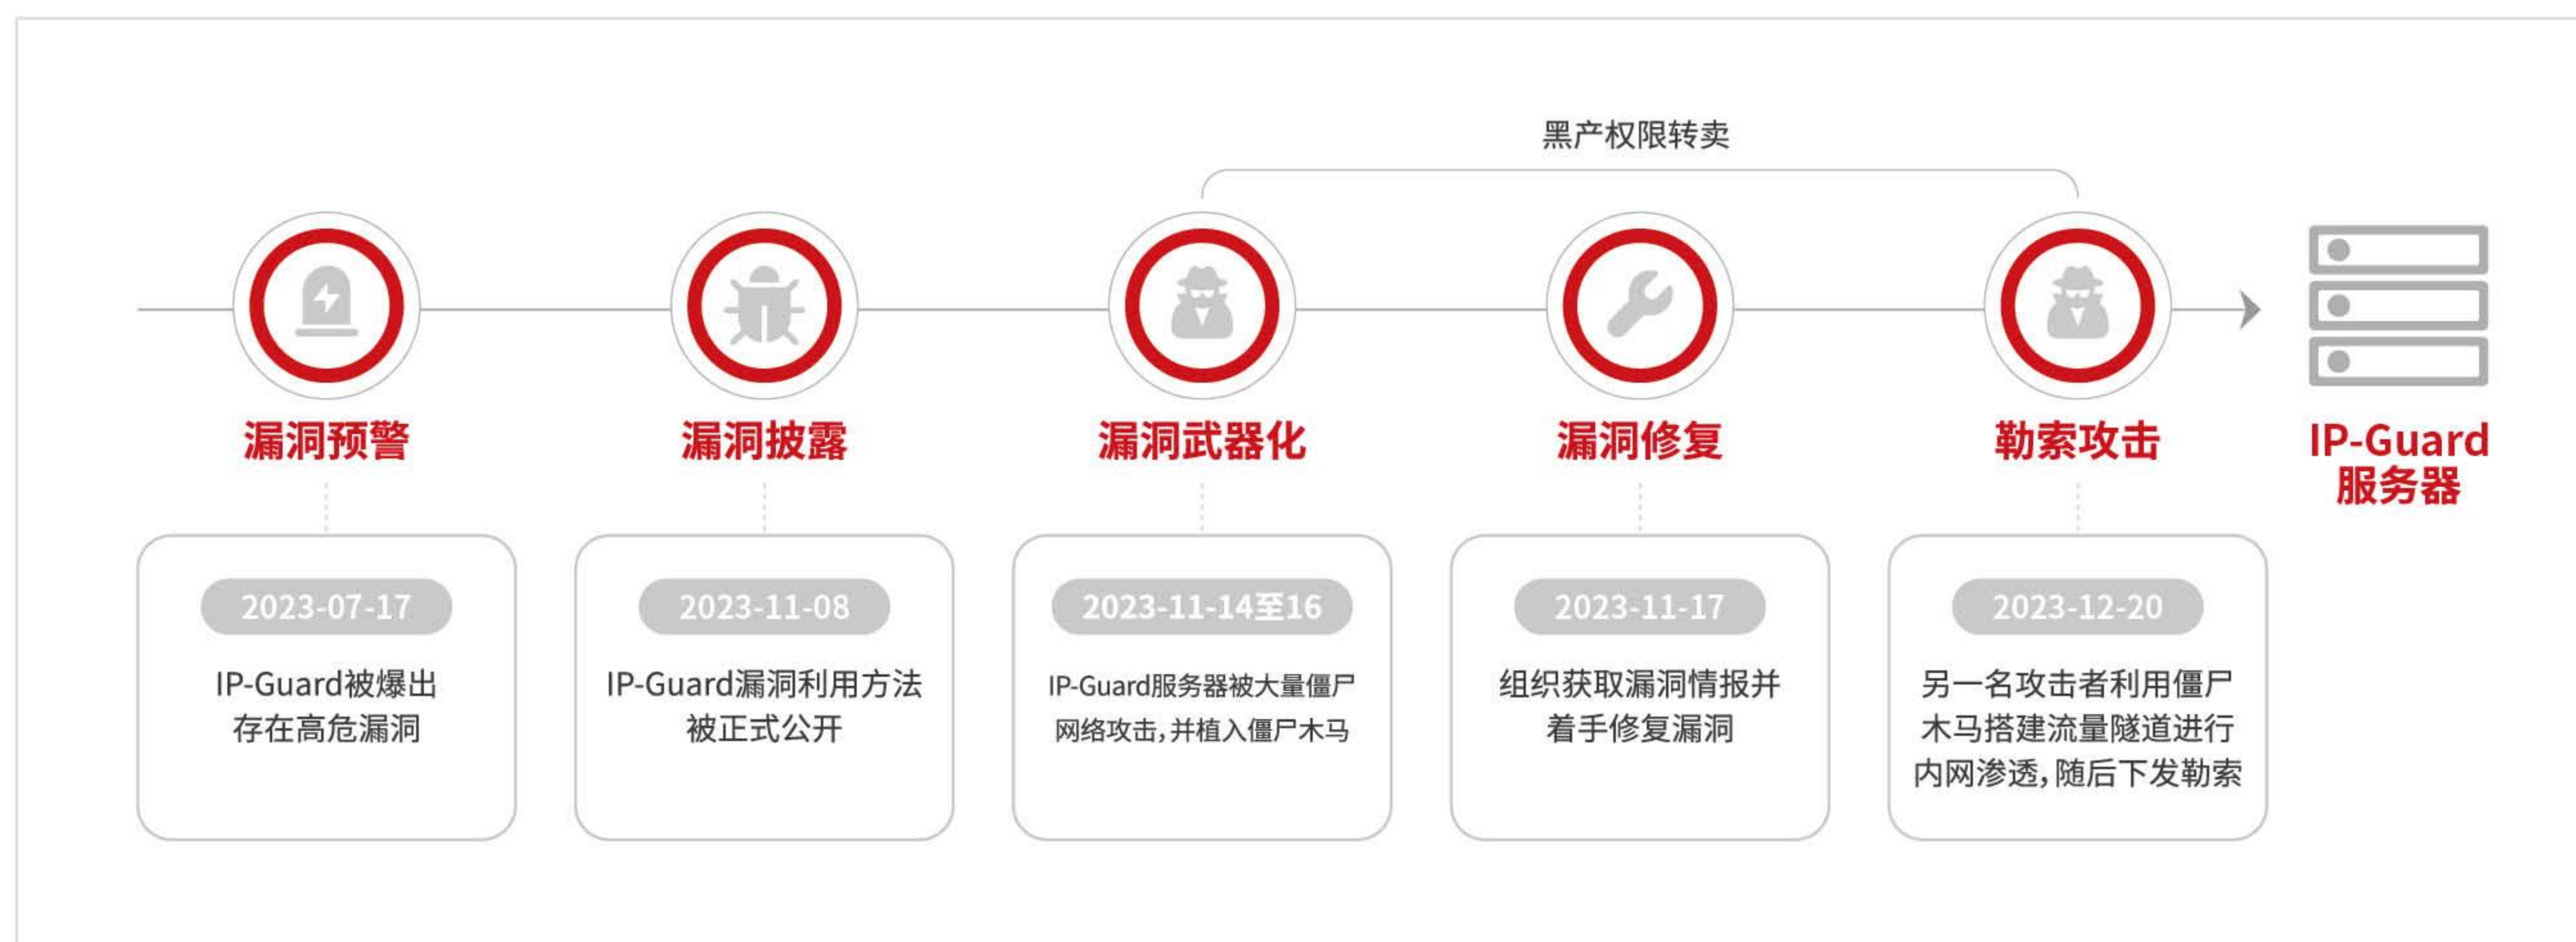 黑产权限转卖
漏洞预警
漏洞披露
漏洞武器化
漏洞修复
勒索攻击
IP-Guard
服务器
2023-07-17
IP-Guard被爆出
存在高危漏洞
2023-11-08
IP-Guard漏洞利用方法
被正式公开
2023-11-14至16
IP-Guard服务器被大量僵尸
网络攻击,并植入僵尸木马
2023-11-17
组织获取漏洞情报并
着手修复漏洞
2023-12-20
另一名攻击者利用僵尸
木马搭建流量隧道进行
内网渗透,随后下发勒索